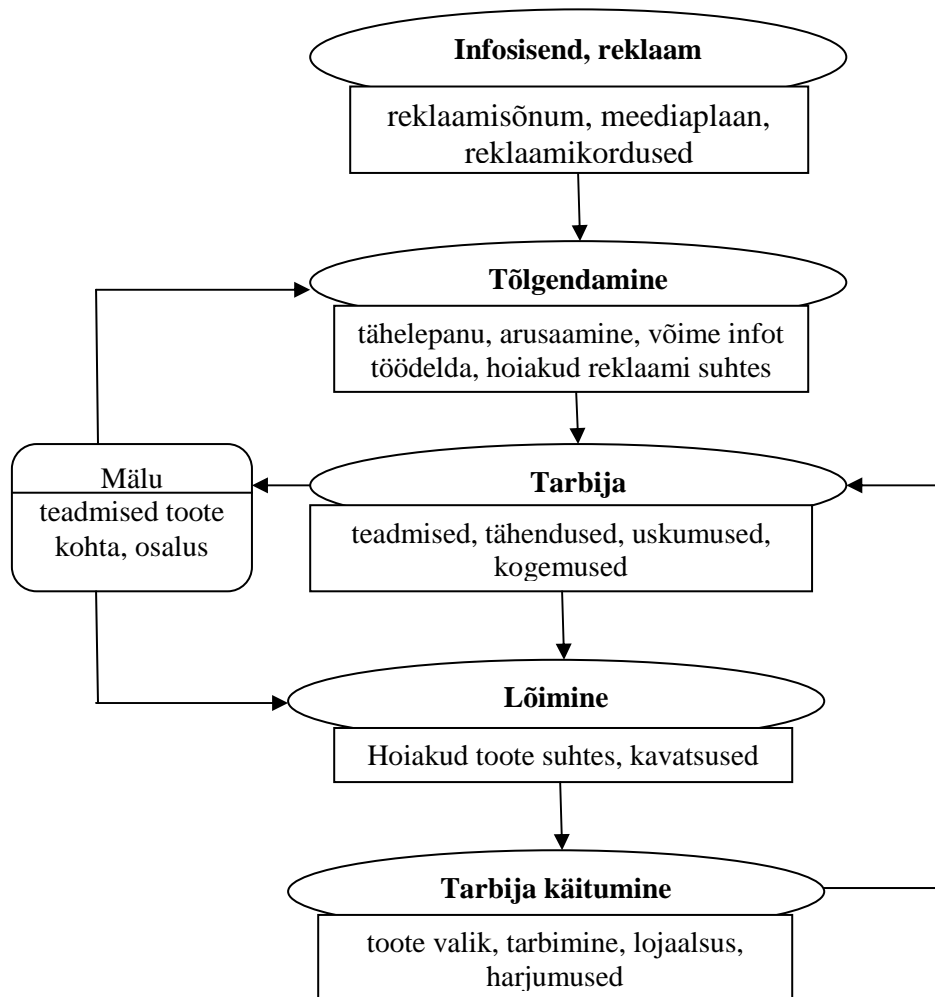 Infosisend, reklaam
reklaamisõnum, meediaplaan,
reklaamikordused
Tõlgendamine
tähelepanu, arusaamine, võime infot
töödelda, hoiakud reklaami suhtes
Mälu
teadmised toote
kohta, osalus
Tarbija
teadmised, tähendused, uskumused,
kogemused
Lõimine
Hoiakud toote suhtes, kavatsused
Tarbija käitumine
toote valik, tarbimine, lojaalsus,
harjumused